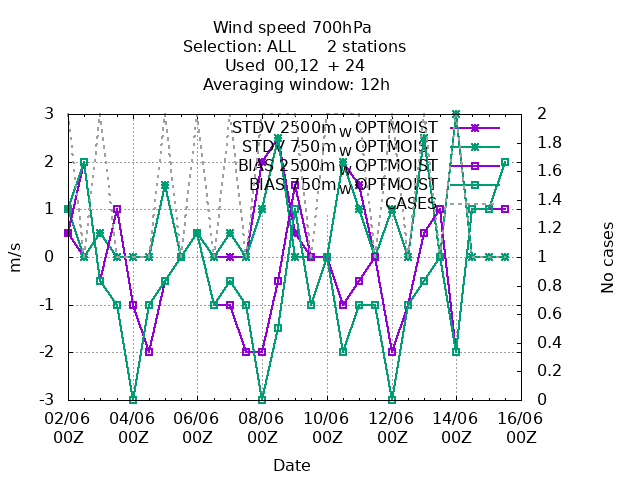 Wind speed 700hPa
Selection: ALL 2 stations
Used 00,12 + 24
Averaging window: 12h
STDV 2500m_W OPTMOIST
STDV 750m_W OPTMOIST
BIAS 2500m_W OPTMOIST
BIAS 750m_W OPTMOIST
CASES
3
2
1
0
-1
-2
-3
m/s
2
1.8
1.6
1.4
1.2
1
0.8
0.6
0.4
0.2
0
No cases
02/06 04/06 06/06 08/06 10/06 12/06 14/06 16/06
00Z 00Z 00Z 00Z 00Z 00Z 00Z 00Z
Date